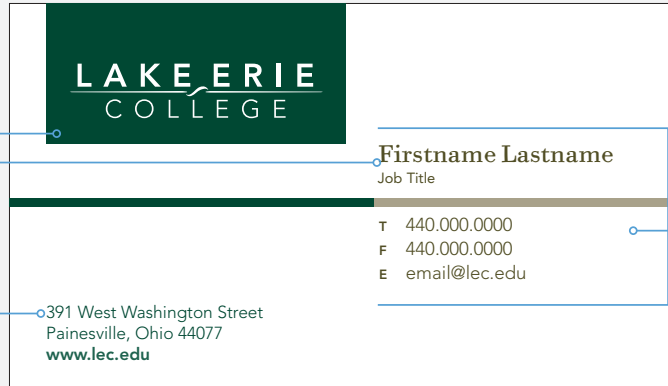 LAKE ERIE
COLLEGE
Firstname Lastname
Job Title
T 440.000.0000
F 440.000.0000
E email@lec.edu
391 West Washington Street
Painesville, Ohio 44077
www.lec.edu